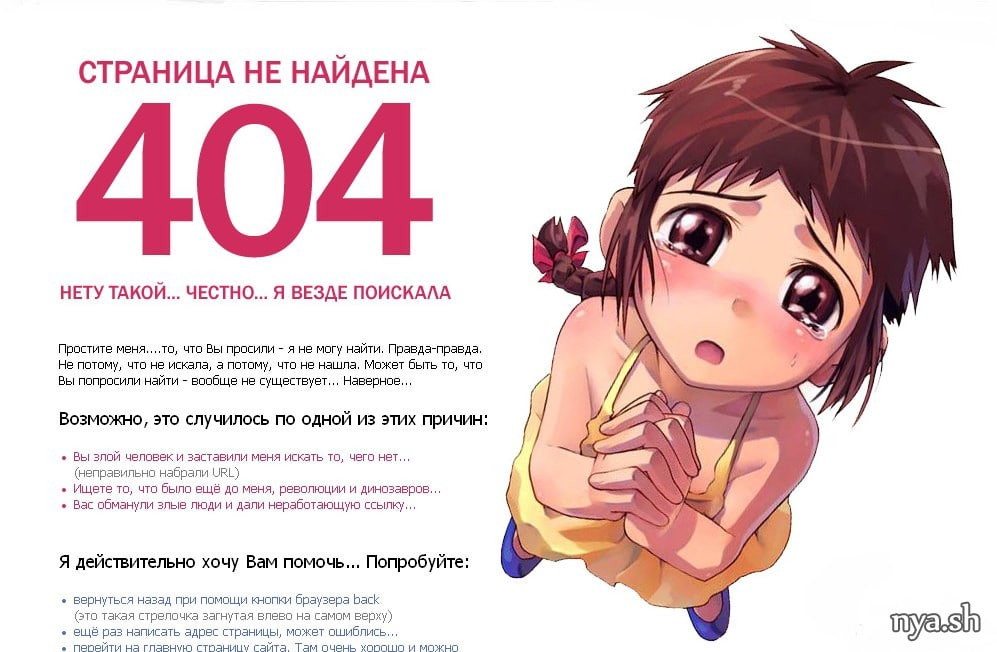 СТРАНИЦА НЕ НАЙДЕНА
404
НЕТУ ТАКОЙ... ЧЕСТНО... Я ВЕЗДЕ ПОИСКАЛА
Простите меня....то, что Вы просили - я не могу найти. Правда-правда.
Не потому, что не искала, а потому, что не нашла. Может быть то, что
Вы попросили найти - вообще не существует... Наверное...
Возможно, это случилось по одной из этих причин:
• Вы злой человек и заставили меня искать то, чего нет...
(неправильно набрали URL)
• Ищете то, что было ещё до меня, революции и динозавров...
• Вас обманули злые люди и дали неработающую ссылку...
Я действительно хочу Вам помочь... Попробуйте:
• вернуться назад при помощи кнопки браузера back
(это такая стрелочка загнутая влево на самом верху)
• ещё раз написать адрес страницы, может ошиблись...
• перейти на главную страницу сайта. Там очень хорошо и можно
nya.sh